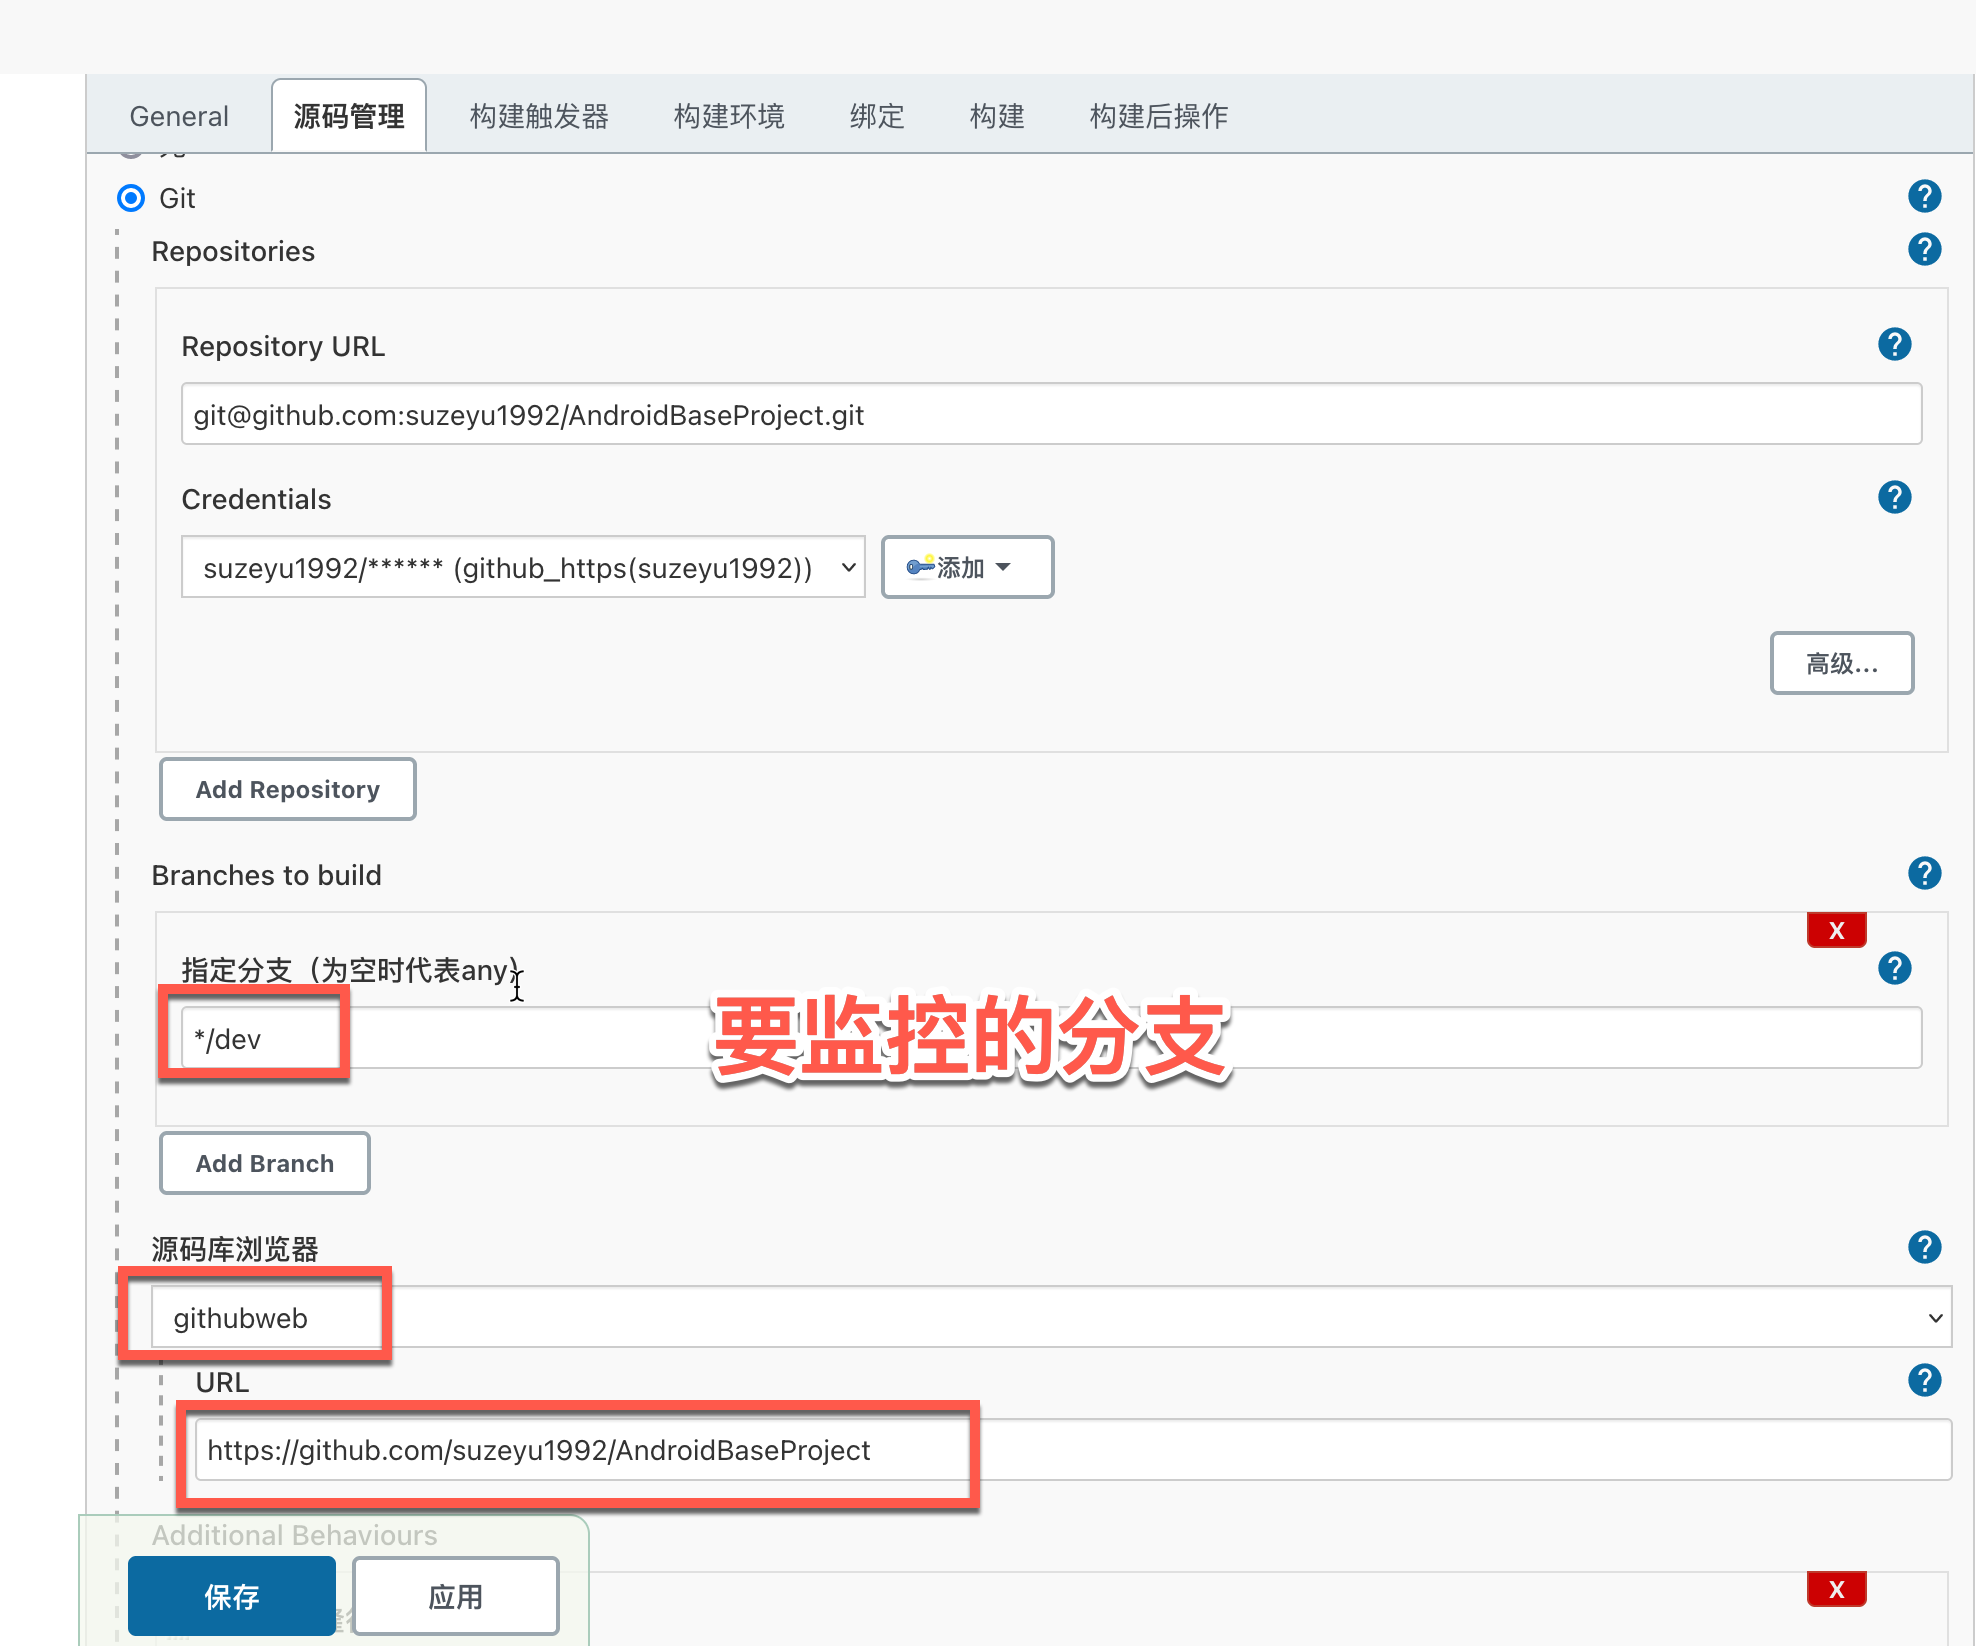 General 源码管理 构建触发器 构建环境 绑定 构建 构建后操作
Git
Repositories
Repository URL
git@github.com:suzeyu1992/AndroidBaseProject.git
Credentials
suzeyu1992/****** (github_https(suzeyu1992))
添加
高级...
Add Repository
Branches to build
X
指定分支（为空时代表any）
*/dev
要监控的分支
Add Branch
源码库浏览器
githubweb
URL
https://github.com/suzeyu1992/AndroidBaseProject
Additional Behaviours
保存 应用
X